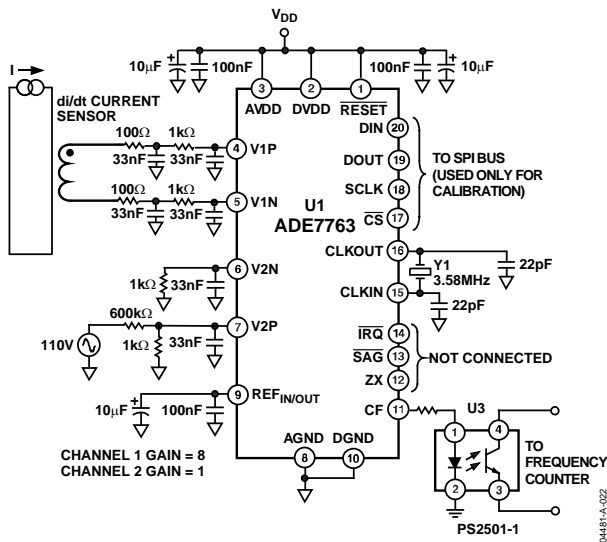 VDD
10µF
100nF
100nF
10µF
I
di/dt CURRENT
SENSOR
3
2
1
AVDD
DVDD
RESET
100Ω
1kΩ
33nF
33nF
4
V1P
100Ω
1kΩ
33nF
33nF
5
V1N
U1
ADE7763
DIN
20
DOUT
19
SCLK
18
CS
17
TO SPI BUS
(USED ONLY FOR
CALIBRATION)
CLKOUT
16
Y1
3.58MHz
22pF
CLKIN
15
22pF
6
V2N
1kΩ
33nF
600kΩ
7
V2P
110V
1kΩ
33nF
IRQ
14
SAG
13
ZX
12
NOT CONNECTED
9
REFIN/OUT
10µF
100nF
CF
11
U3
1
4
2
3
TO
FREQUENCY
COUNTER
PS2501-1
AGND
DGND
8
10
CHANNEL 1 GAIN = 8
CHANNEL 2 GAIN = 1
04481-A-022